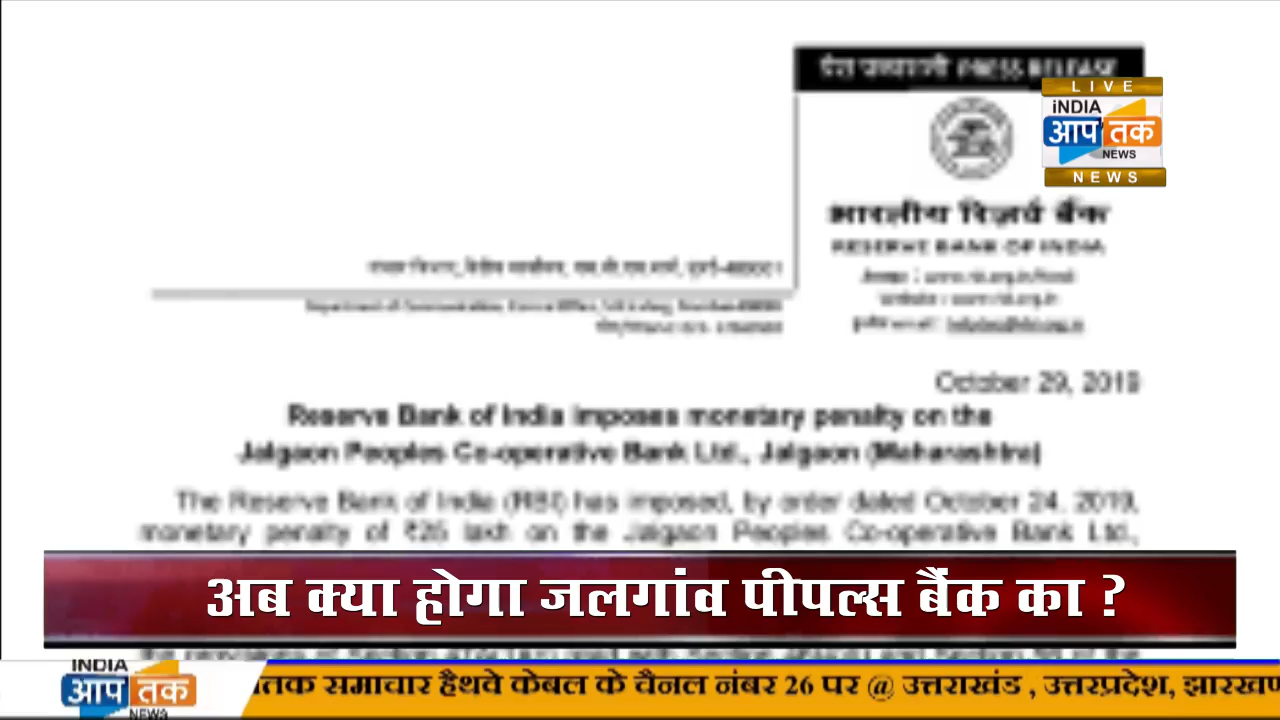 PRESS RELEASE
LIVE
iNDIA
आप तक
NEWS
NEWS
भारतीय रिज़र्व बैंक
RESERVE BANK OF INDIA
October 29, 2019
Reserve Bank of India imposes monetary penalty on the
Jalgaon Peoples Co-operative Bank Ltd., Jalgaon (Maharashtra)
The Reserve Bank of India (RBI) has imposed, by order dated October 24, 2019,
monetary penalty of ₹25 lakh on the Jalgaon Peoples Co-operative Bank Ltd.,
अब क्या होगा जलगांव पीपल्स बैंक का ?
INDIA
आप तक
NEWS
तक समाचार हैथवे केबल के चैनल नंबर 26 पर @ उत्तराखंड , उत्तरप्रदेश, झारखण